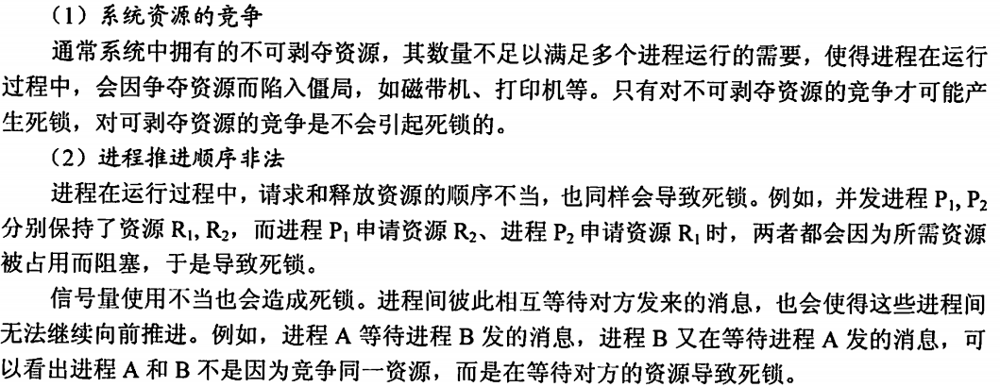 （1）系统资源的竞争
通常系统中拥有的不可剥夺资源，其数量不足以满足多个进程运行的需要，使得进程在运行
过程中，会因争夺资源而陷入僵局，如磁带机、打印机等。只有对不可剥夺资源的竞争才可能产
生死锁，对可剥夺资源的竞争是不会引起死锁的。
（2）进程推进顺序非法
进程在运行过程中，请求和释放资源的顺序不当，也同样会导致死锁。例如，并发进程 P₁, P₂
分别保持了资源 R₁, R₂，而进程 P₁ 申请资源 R₂、进程 P₂ 申请资源 R₁ 时，两者都会因为所需资源
被占用而阻塞，于是导致死锁。
信号量使用不当也会造成死锁。进程间彼此相互等待对方发来的消息，也会使得这些进程间
无法继续向前推进。例如，进程 A 等待进程 B 发的消息，进程 B 又在等待进程 A 发的消息，可
以看出进程 A 和 B 不是因为竞争同一资源，而是在等待对方的资源导致死锁。